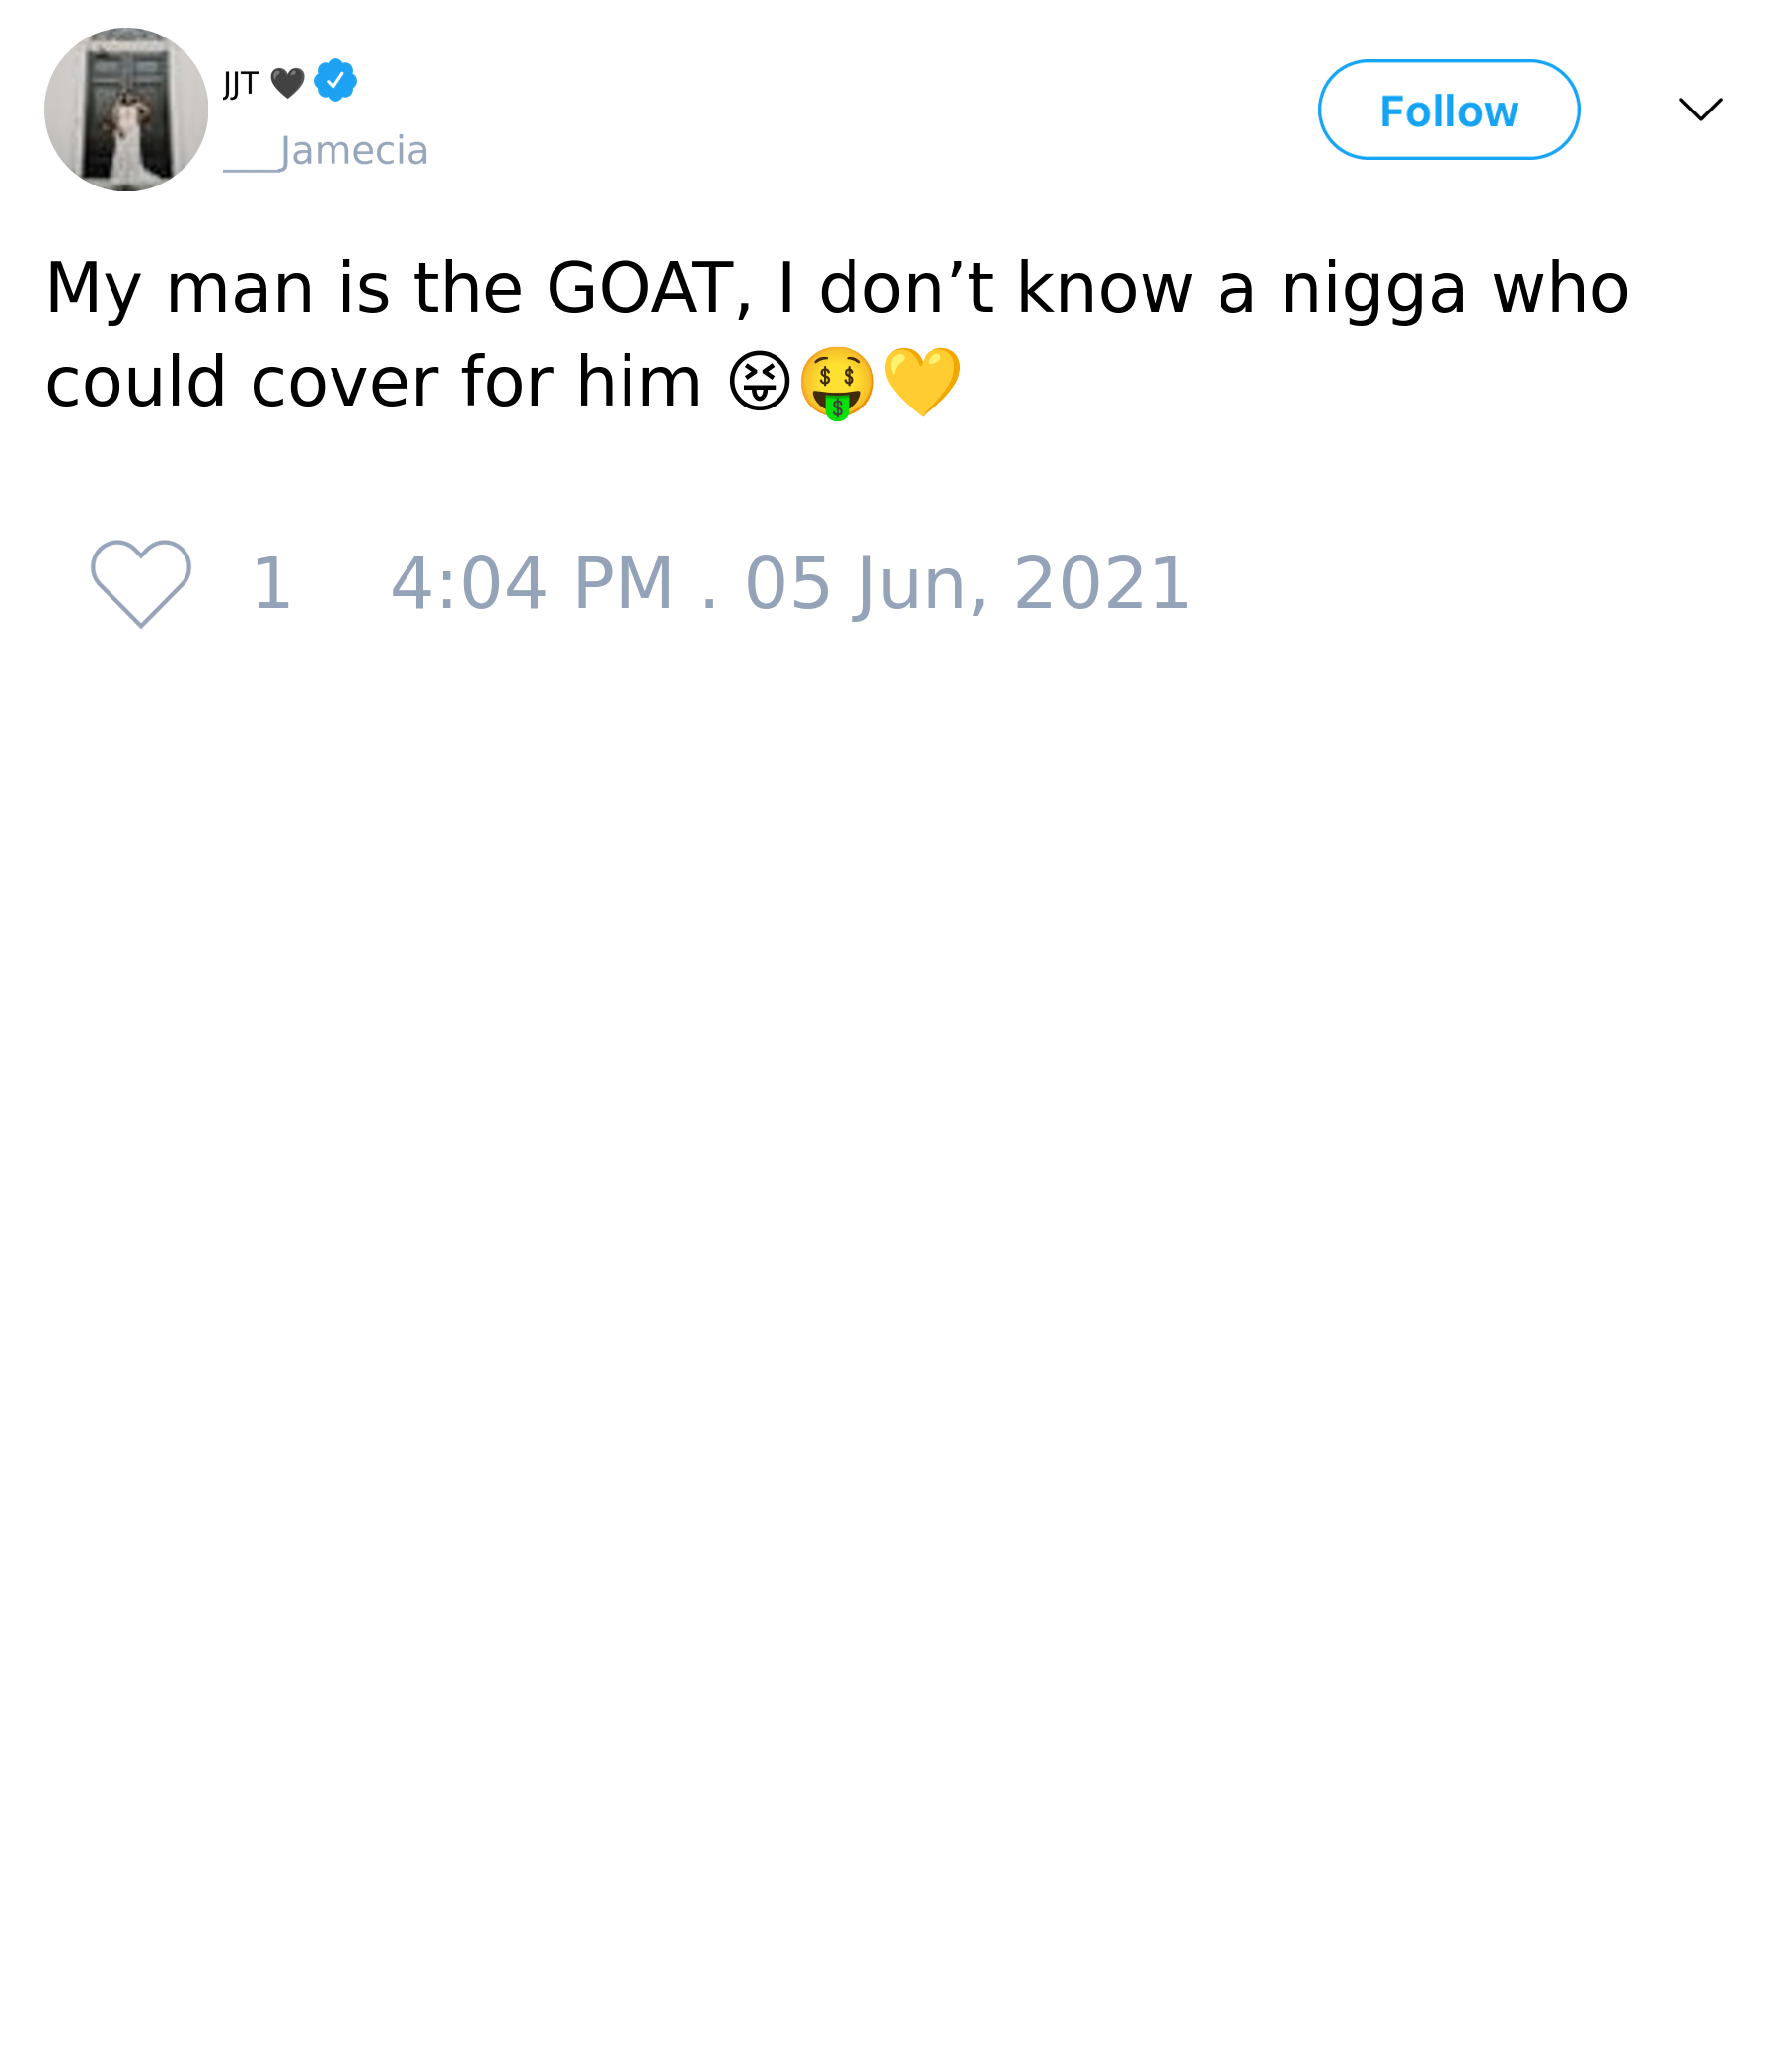 JJT 🖤
___Jamecia
Follow
My man is the GOAT, I don’t know a nigga who
could cover for him 😝🤑💛
1 4:04 PM . 05 Jun, 2021